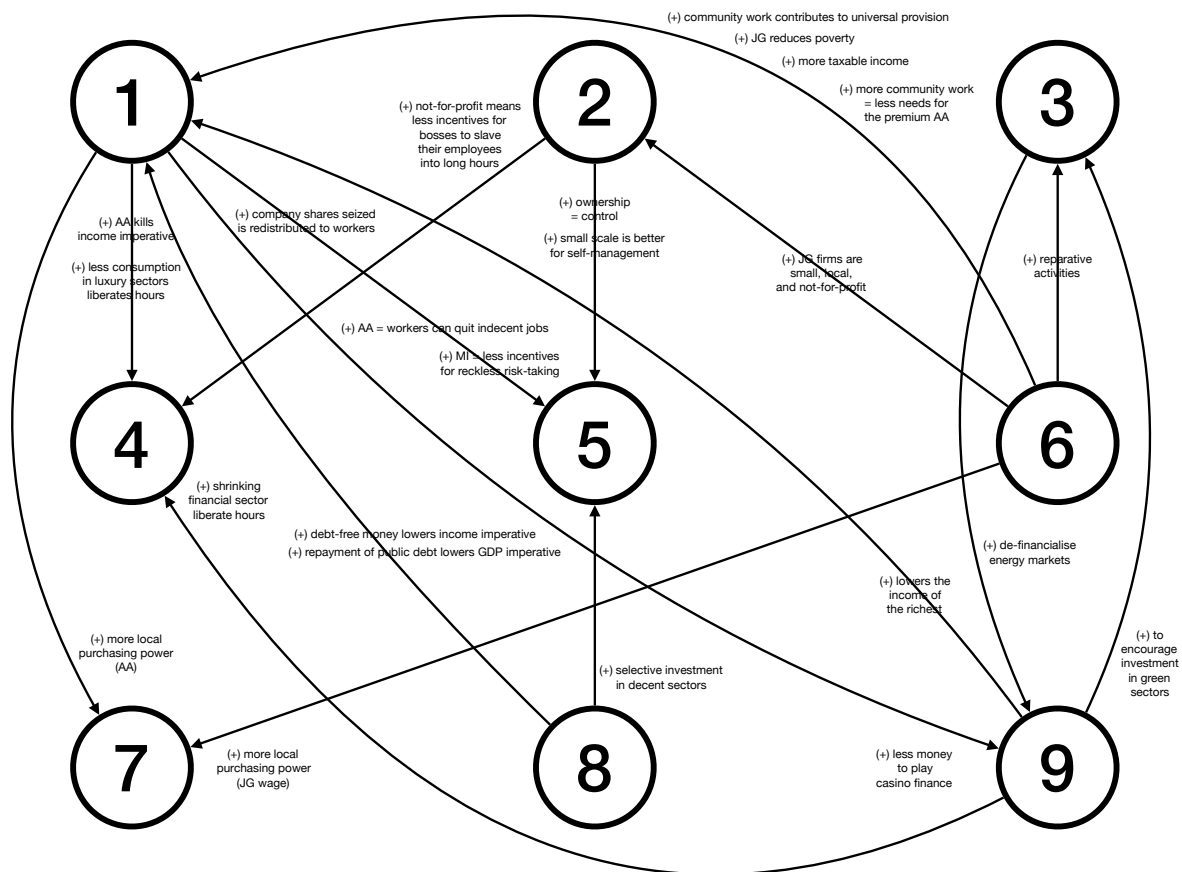 (+) community work contributes to universal provision
(+) JG reduces poverty
(+) more taxable income
(+) more community work
= less needs for
the premium AA
1
2
3
(+) not-for-profit means
less incentives for
bosses to slave
their employees
into long hours
(+) AA kills
income imperative
(+) less consumption
in luxury sectors
liberates hours
(+) company shares seized
is redistributed to workers
(+) ownership
= control
(+) small scale is better
for self-management
(+) JG firms are
small, local,
and not-for-profit
(+) reparative
activities
(+) AA = workers can quit indecent jobs
(+) MI = less incentives
for reckless risk-taking
4
5
6
(+) shrinking
financial sector
liberate hours
(+) debt-free money lowers income imperative
(+) repayment of public debt lowers GDP imperative
(+) de-financialise
energy markets
(+) lowers the
income of
the richest
(+) more local
purchasing power
(AA)
(+) selective investment
in decent sectors
(+) to
encourage
investment
in green
sectors
7
8
9
(+) more local
purchasing power
(JG wage)
(+) less money
to play
casino finance